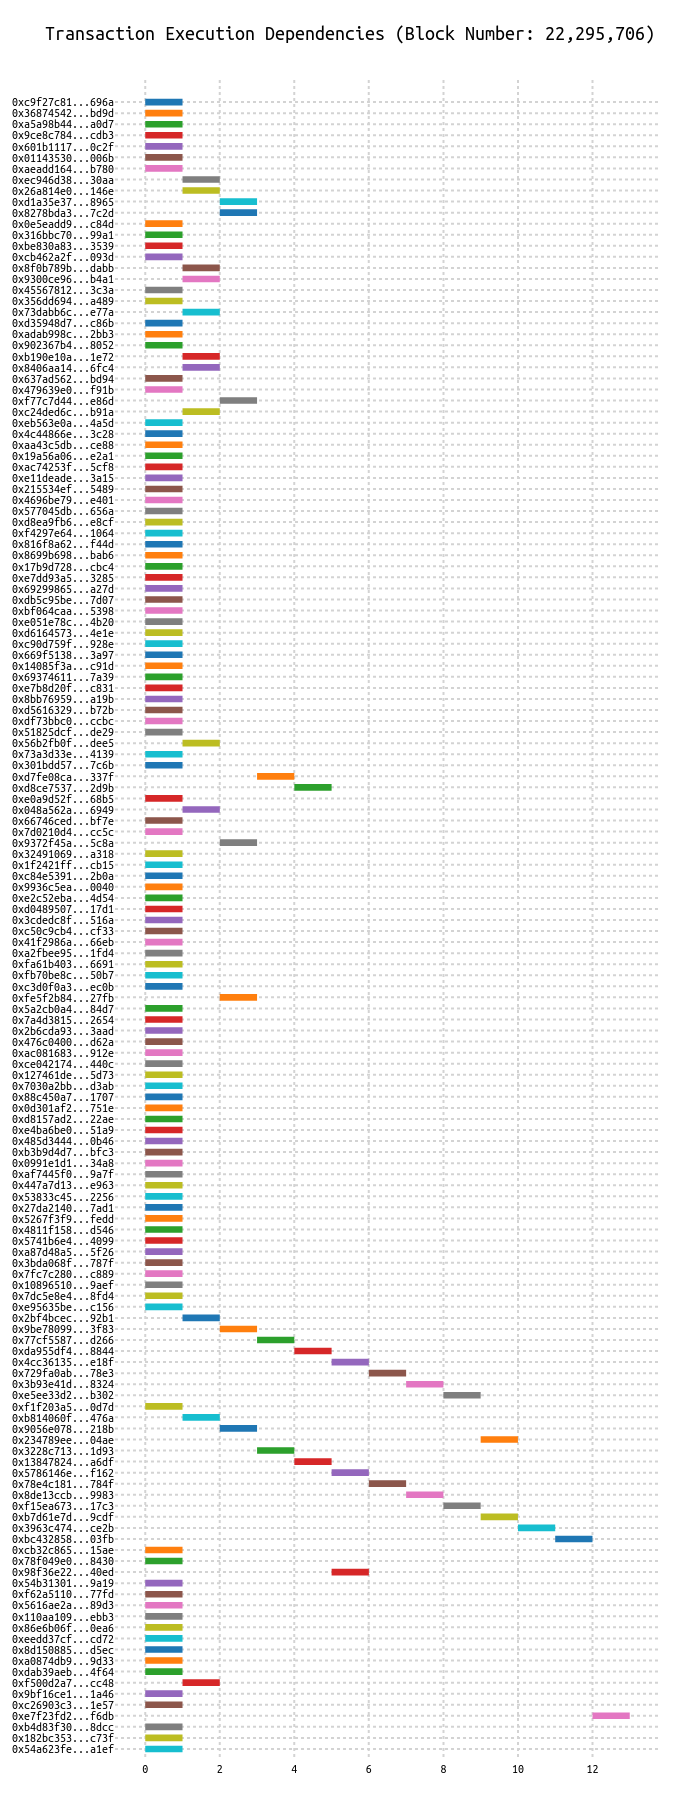 Transaction Execution Dependencies (Block Number: 22,295,706)
0xc9f27c81...696a
0x36874542...bd9d
0xa5a98b44...a0d7
0x9ce8c784...cdb3
0x601b1117...0c2f
0x01143530...006b
0xaeadd164...b780
0xec946d38...30aa
0x26a814e0...146e
0xd1a35e37...8965
0x8278bda3...7c2d
0x0e5eadd9...c84d
0x316bbc70...99a1
0xbe830a83...3539
0xcb462a2f...093d
0x8f0b789b...dabb
0x9300ce96...b4a1
0x45567812...3c3a
0x356dd694...a489
0x73dabb6c...e77a
0xd35948d7...c86b
0xadab998c...2bb3
0x902367b4...8052
0xb190e10a...1e72
0x8406aa14...6fc4
0x637ad562...bd94
0x479639e0...f91b
0xf77c7d44...e86d
0xc24ded6c...b91a
0xeb563e0a...4a5d
0x4c44866e...3c28
0xaa43c5db...ce88
0x19a56a06...e2a1
0xac74253f...5cf8
0xe11deade...3a15
0x215534ef...5489
0x4696be79...e401
0x577045db...656a
0xd8ea9fb6...e8cf
0xf4297e64...1064
0x816f8a62...f44d
0x8699b698...bab6
0x17b9d728...cbc4
0xe7dd93a5...3285
0x69299865...a27d
0xdb5c95be...7d07
0xbf064caa...5398
0xe051e78c...4b20
0xd6164573...4e1e
0xc90d759f...928e
0x669f5138...3a97
0x14085f3a...c91d
0x69374611...7a39
0xe7b8d20f...c831
0x8bb76959...a19b
0xd5616329...b72b
0xdf73bbc0...ccbc
0x51825dcf...de29
0x56b2fb0f...dee5
0x73a3d33e...4139
0x301bdd57...7c6b
0xd7fe08ca...337f
0xd8ce7537...2d9b
0xe0a9d52f...68b5
0x048a562a...6949
0x66746ced...bf7e
0x7d0210d4...cc5c
0x9372f45a...5c8a
0x32491069...a318
0x1f2421ff...cb15
0xc84e5391...2b0a
0x9936c5ea...0040
0xe2c52eba...4d54
0xd0489507...17d1
0x3cdedc8f...516a
0xc50c9cb4...cf33
0x41f2986a...66eb
0xa2fbee95...1fd4
0xfa61b403...6691
0xfb70be8c...50b7
0xc3d0f0a3...ec0b
0xfe5f2b84...27fb
0x5a2cb0a4...84d7
0x7a4d3815...2654
0x2b6cda93...3aad
0x476c0400...d62a
0xac081683...912e
0xce042174...440c
0x127461de...5d73
0x7030a2bb...d3ab
0x88c450a7...1707
0x0d301af2...751e
0xd8157ad2...22ae
0xe4ba6be0...51a9
0x485d3444...0b46
0xb3b9d4d7...bfc3
0x0991e1d1...34a8
0xaf7445f0...9a7f
0x447a7d13...e963
0x53833c45...2256
0x27da2140...7ad1
0x5267f3f9...fedd
0x4811f158...d546
0x5741b6e4...4099
0xa87d48a5...5f26
0x3bda068f...787f
0x7fc7c280...c889
0x10896510...9aef
0x7dc5e8e4...8fd4
0xe95635be...c156
0x2bf4bcec...92b1
0x9be78099...3f83
0x77cf5587...d266
0xda955df4...8844
0x4cc36135...e18f
0x729fa0ab...78e3
0x3b93e41d...8324
0xe5ee33d2...b302
0xf1f203a5...0d7d
0xb814060f...476a
0x9056e078...218b
0x234789ee...04ae
0x3228c713...1d93
0x13847824...a6df
0x5786146e...f162
0x78e4c181...784f
0x8de13ccb...9983
0xf15ea673...17c3
0xb7d61e7d...9cdf
0x3963c474...ce2b
0xbc432858...03fb
0xcb32c865...15ae
0x78f049e0...8430
0x98f36e22...40ed
0x54b31301...9a19
0xf62a5110...77fd
0x5616ae2a...89d3
0x110aa109...ebb3
0x86e6b06f...0ea6
0xeedd37cf...cd72
0x8d150885...d5ec
0xa0874db9...9d33
0xdab39aeb...4f64
0xf500d2a7...cc48
0x9bf16ce1...1a46
0xc26903c3...1e57
0xe7f23fd2...f6db
0xb4d83f30...8dcc
0x182bc353...c73f
0x54a623fe...a1ef
0 2 4 6 8 10 12